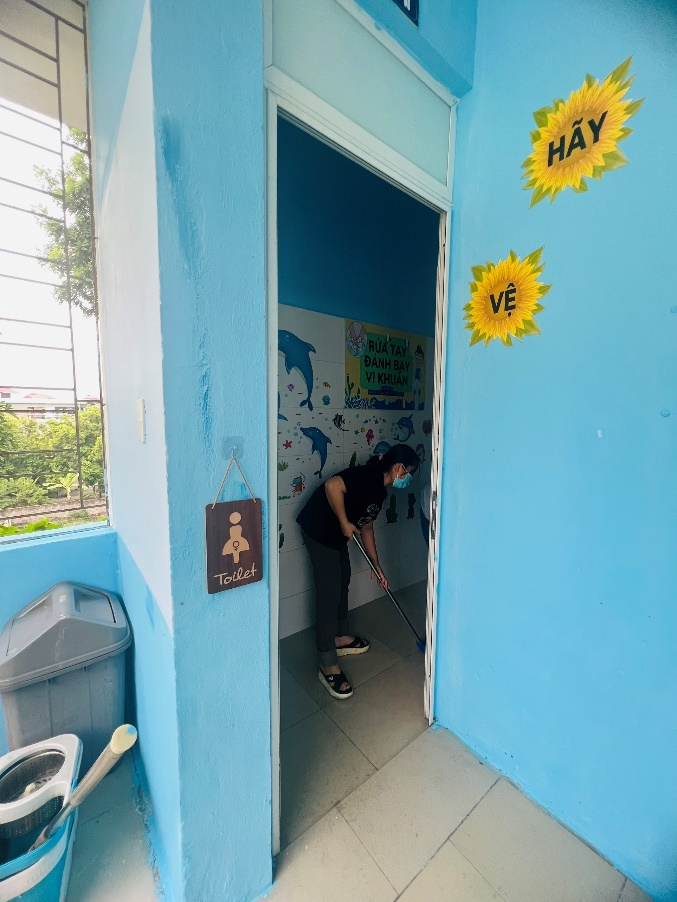 HÃY
VỆ
RỬA TAY
ĐÁNH BAY
VI KHUẨN
Toilet